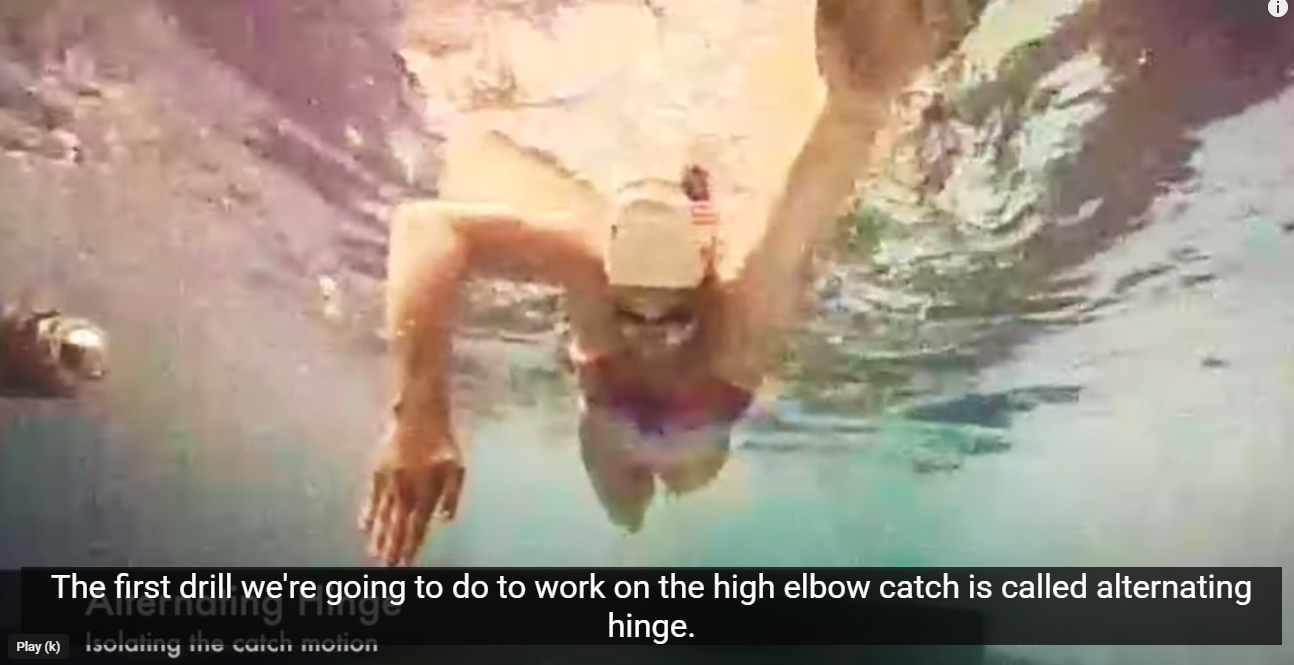 The first drill we're going to do to work on the high elbow catch is called alternating
hinge.
Alternating Hinge
Isolating the catch motion
Play (k)
i